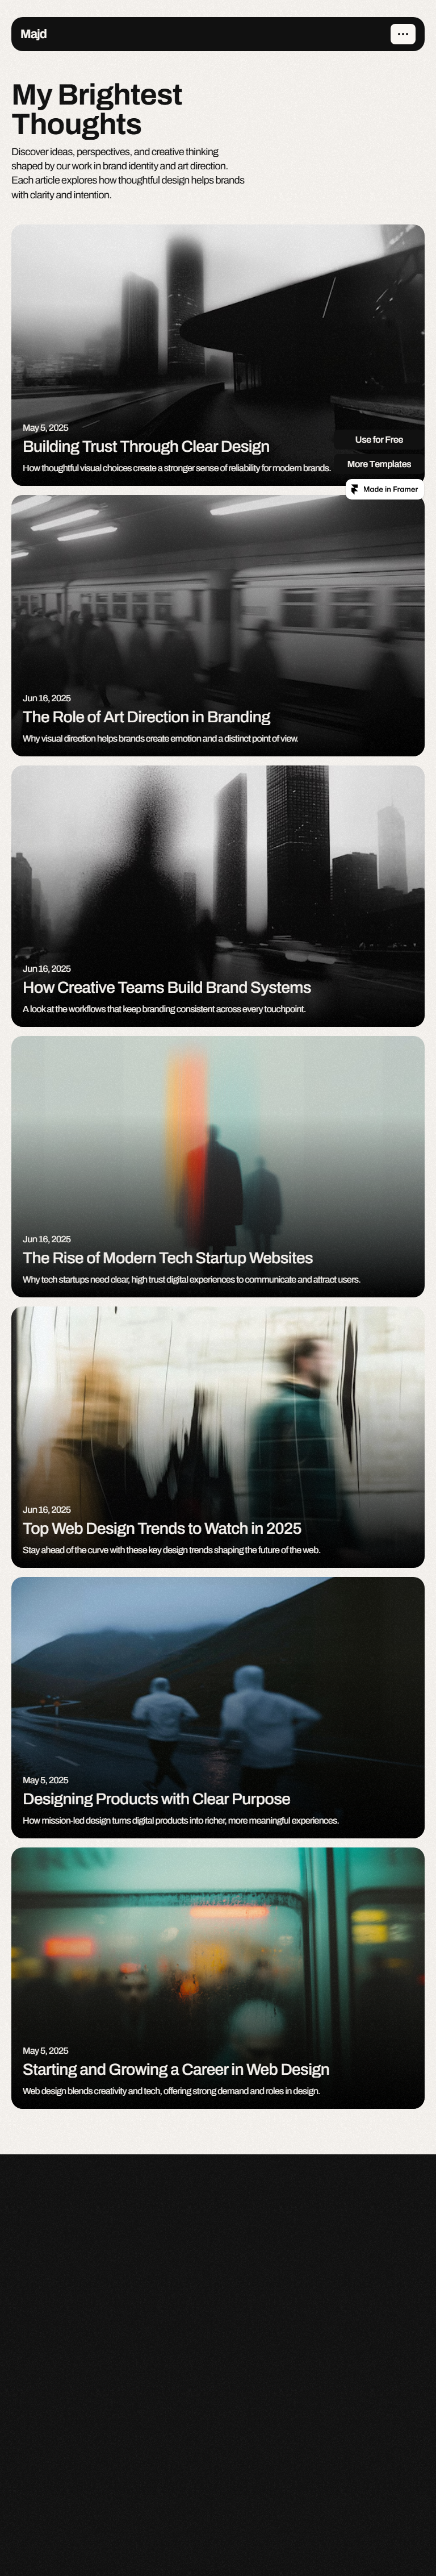 Majd
My Brightest
Thoughts
Discover ideas, perspectives, and creative thinking
shaped by our work in brand identity and art direction.
Each article explores how thoughtful design helps brands
with clarity and intention.
May 5, 2025
Building Trust Through Clear Design
How thoughtful visual choices create a stronger sense of reliability for modern brands.
Use for Free
More Templates
Made in Framer
Jun 16, 2025
The Role of Art Direction in Branding
Why visual direction helps brands create emotion and a distinct point of view.
Jun 16, 2025
How Creative Teams Build Brand Systems
A look at the workflows that keep branding consistent across every touchpoint.
Jun 16, 2025
The Rise of Modern Tech Startup Websites
Why tech startups need clear, high trust digital experiences to communicate and attract users.
Jun 16, 2025
Top Web Design Trends to Watch in 2025
Stay ahead of the curve with these key design trends shaping the future of the web.
May 5, 2025
Designing Products with Clear Purpose
How mission-led design turns digital products into richer, more meaningful experiences.
May 5, 2025
Starting and Growing a Career in Web Design
Web design blends creativity and tech, offering strong demand and roles in design.